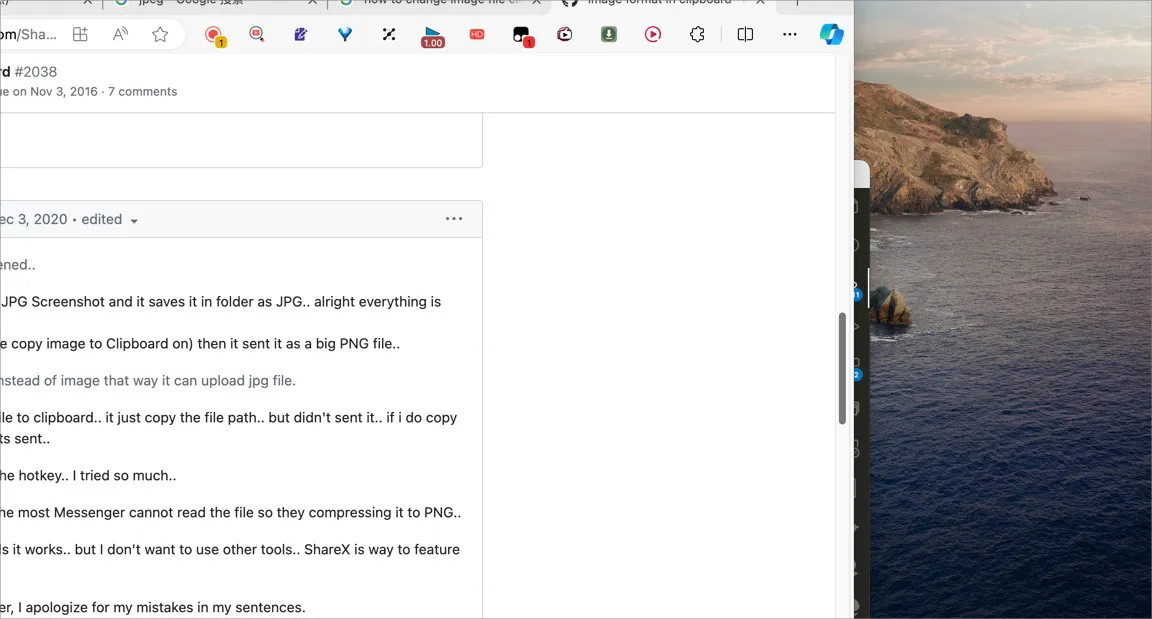 jpeg - Google 搜索
how to change image file e
image format in clipboard
om/Sha...
1
1.00
HD
1
rd #2038
ue on Nov 3, 2016 · 7 comments
ec 3, 2020 • edited
ened..
JPG Screenshot and it saves it in folder as JPG.. alright everything is
e copy image to Clipboard on) then it sent it as a big PNG file..
nstead of image that way it can upload jpg file.
ile to clipboard.. it just copy the file path.. but didn't sent it.. if i do copy
ts sent..
he hotkey.. I tried so much..
he most Messenger cannot read the file so they compressing it to PNG..
ls it works.. but I don't want to use other tools.. ShareX is way to feature
er, I apologize for my mistakes in my sentences.